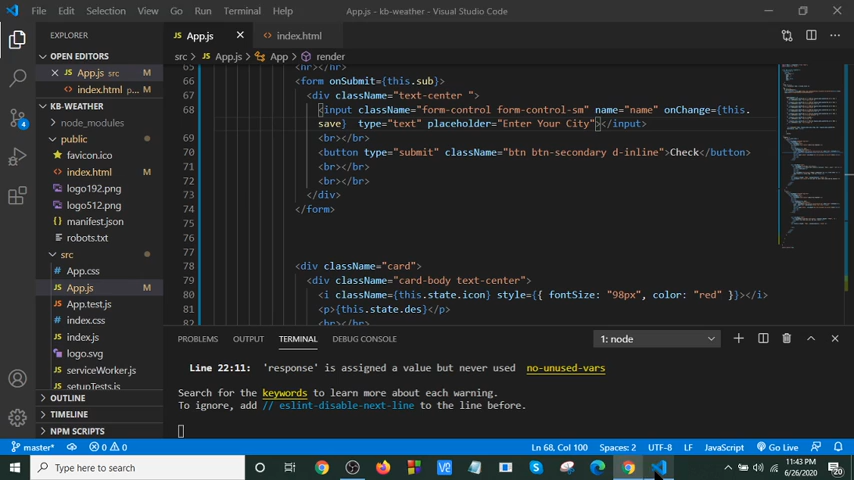 File Edit Selection View Go Run Terminal Help App.js - kb-weather - Visual Studio Code
EXPLORER
App.js
index.html
OPEN EDITORS
App.js src M
index.html p... M
KB-WEATHER
node_modules
public
favicon.ico
index.html M
logo192.png
logo512.png
manifest.json
robots.txt
src
App.css
App.js M
App.test.js
index.css
index.js
logo.svg
serviceWorker.js
setupTests.js
OUTLINE
TIMELINE
NPM SCRIPTS
src > App.js > App > render
65 <hr></hr>
66 <form onSubmit={this.sub}>
67 <div className="text-center ">
68 <input className="form-control form-control-sm" name="name" onChange={this.
save} type="text" placeholder="Enter Your City"></input>
69 <br></br>
70 <button type="submit" className="btn btn-secondary d-inline">Check</button>
71 <br></br>
72 <br></br>
73 </div>
74 </form>
75
76
77
78 <div className="card">
79 <div className="card-body text-center">
80 <i className={this.state.icon} style={{ fontSize: "98px", color: "red" }}></i>
81 <p>{this.state.des}</p>
<hr></hr>
PROBLEMS OUTPUT TERMINAL DEBUG CONSOLE 1: node
Line 22:11: 'response' is assigned a value but never used no-unused-vars
Search for the keywords to learn more about each warning.
To ignore, add // eslint-disable-next-line to the line before.
4
master* 0 0 Ln 68, Col 100 Spaces: 2 UTF-8 LF JavaScript Go Live
Type here to search
11:43 PM
6/26/2020
20